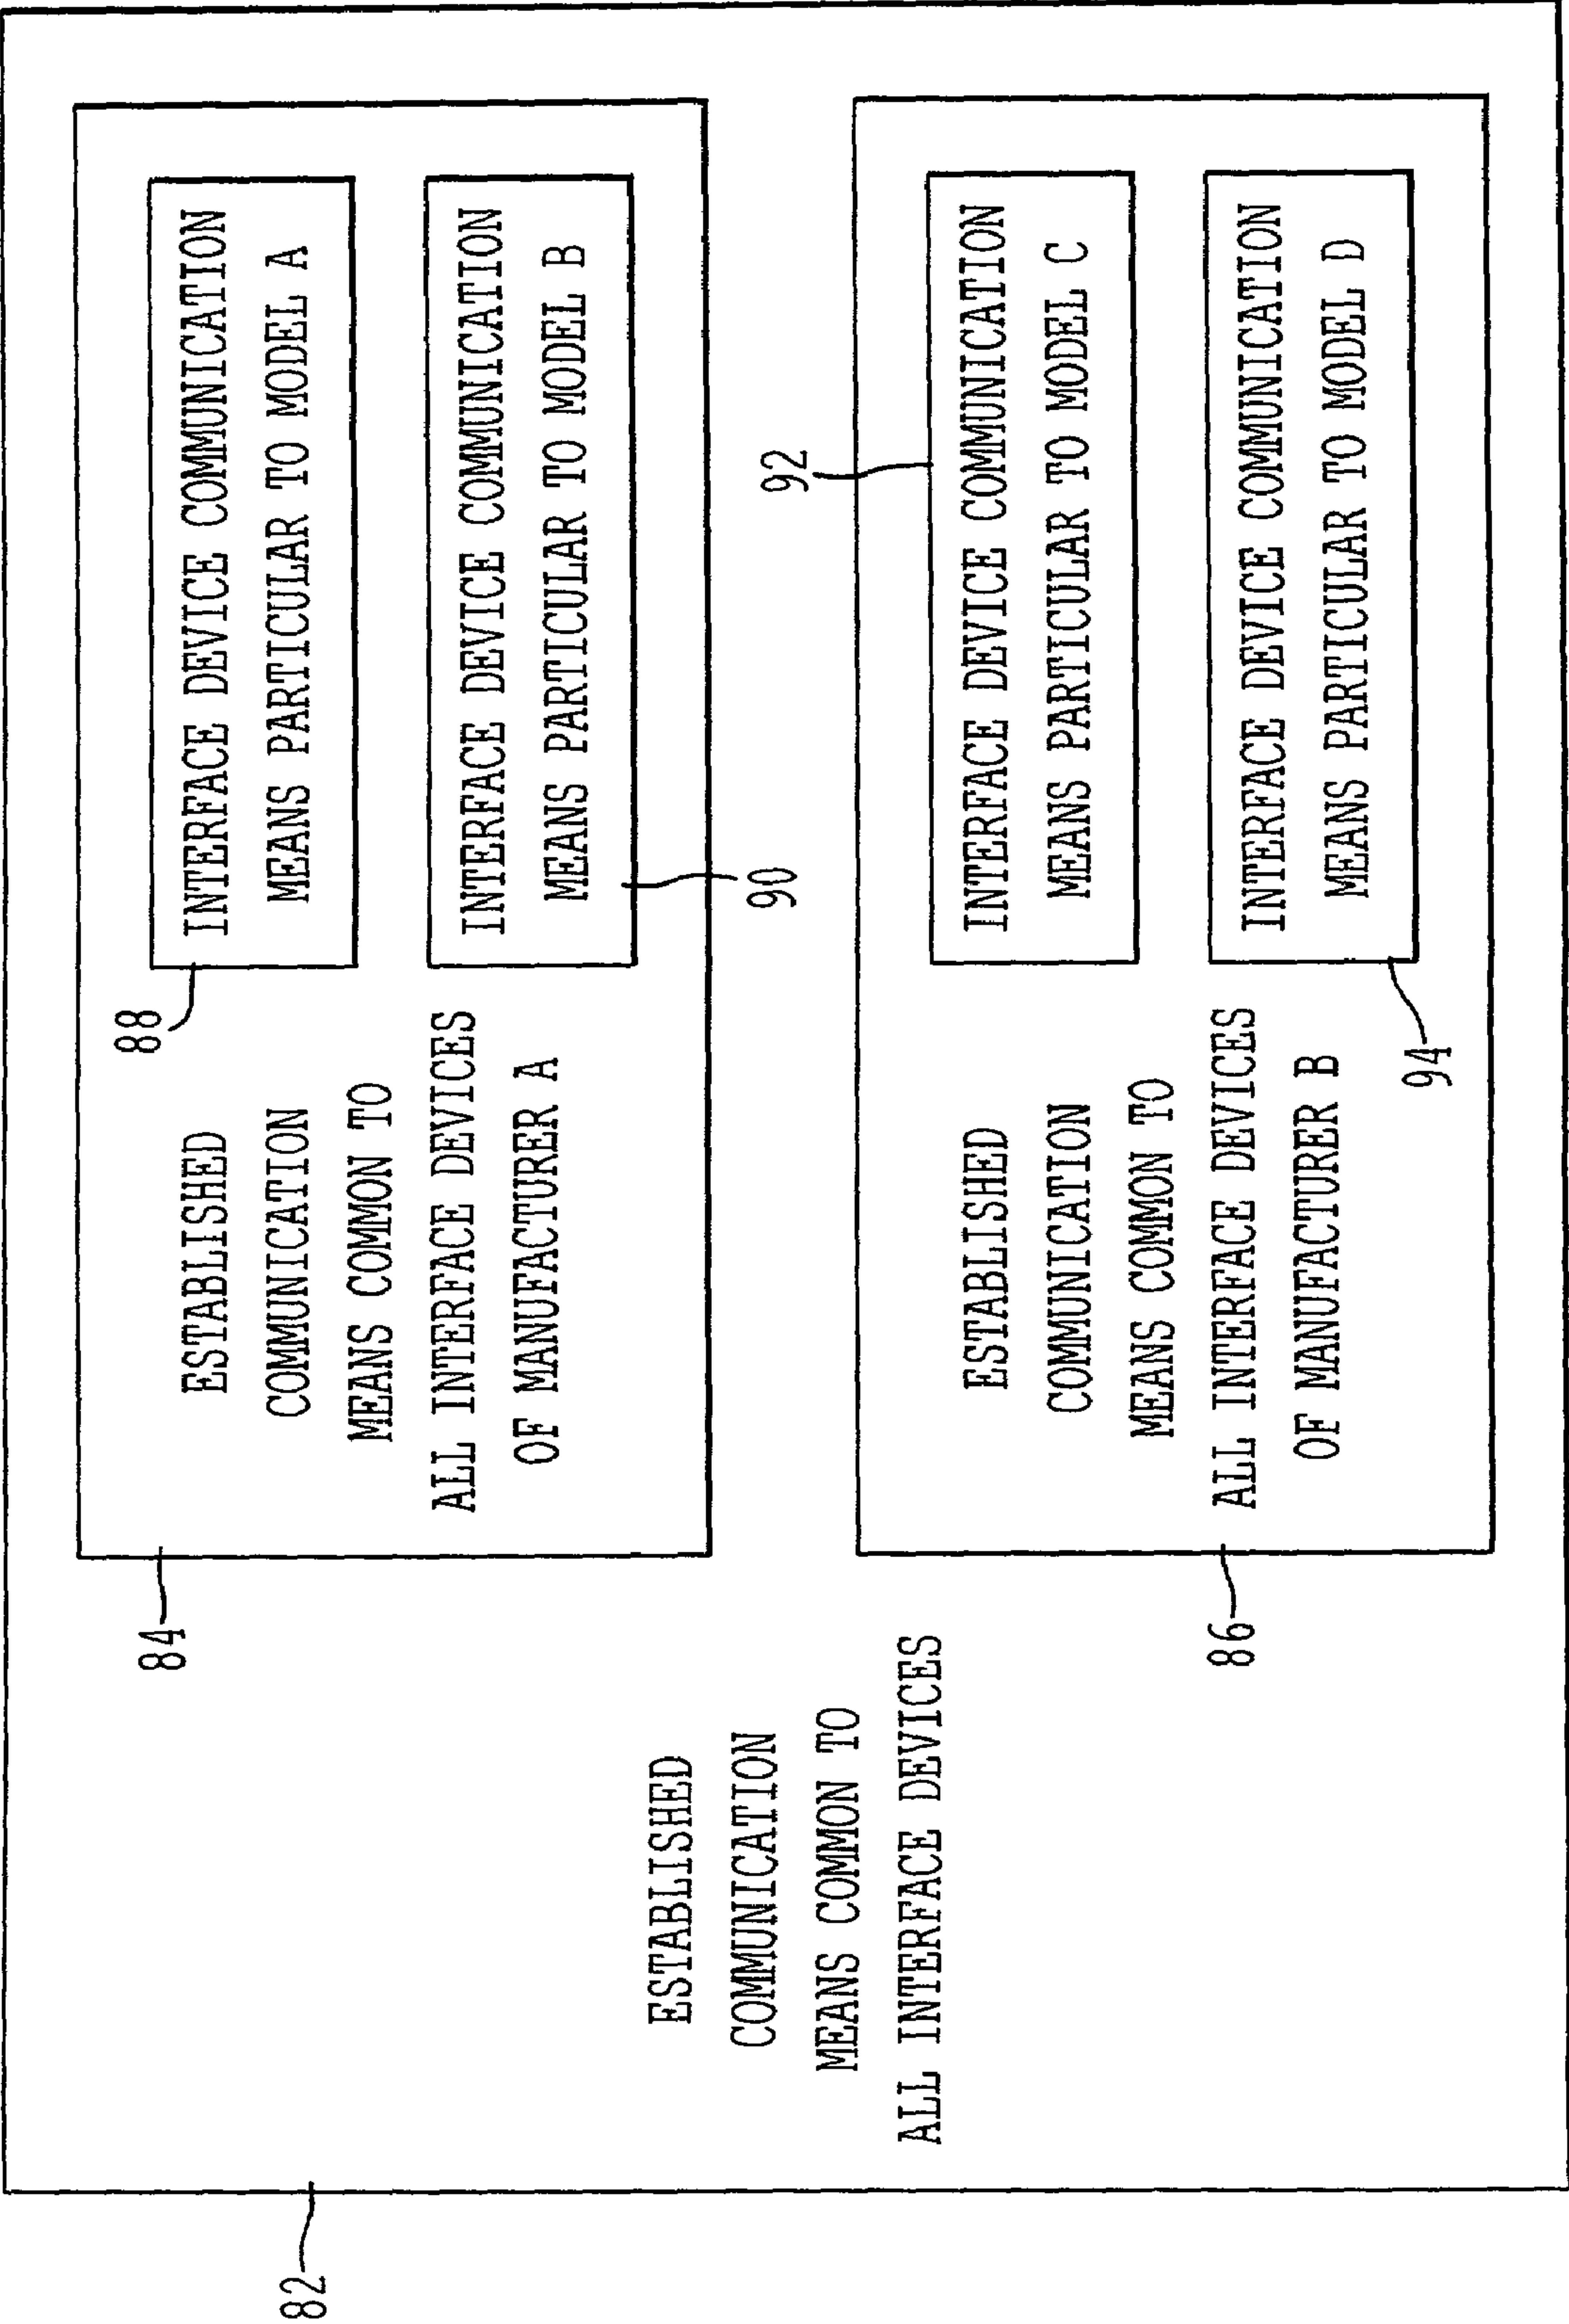 82
ESTABLISHED
COMMUNICATION
MEANS COMMON TO
ALL INTERFACE DEVICES
84
ESTABLISHED
COMMUNICATION
MEANS COMMON TO
ALL INTERFACE DEVICES
OF MANUFACTURER A
88
INTERFACE DEVICE COMMUNICATION
MEANS PARTICULAR TO MODEL A
INTERFACE DEVICE COMMUNICATION
MEANS PARTICULAR TO MODEL B
90
86
ESTABLISHED
COMMUNICATION
MEANS COMMON TO
ALL INTERFACE DEVICES
OF MANUFACTURER B
92
INTERFACE DEVICE COMMUNICATION
MEANS PARTICULAR TO MODEL C
INTERFACE DEVICE COMMUNICATION
MEANS PARTICULAR TO MODEL D
94